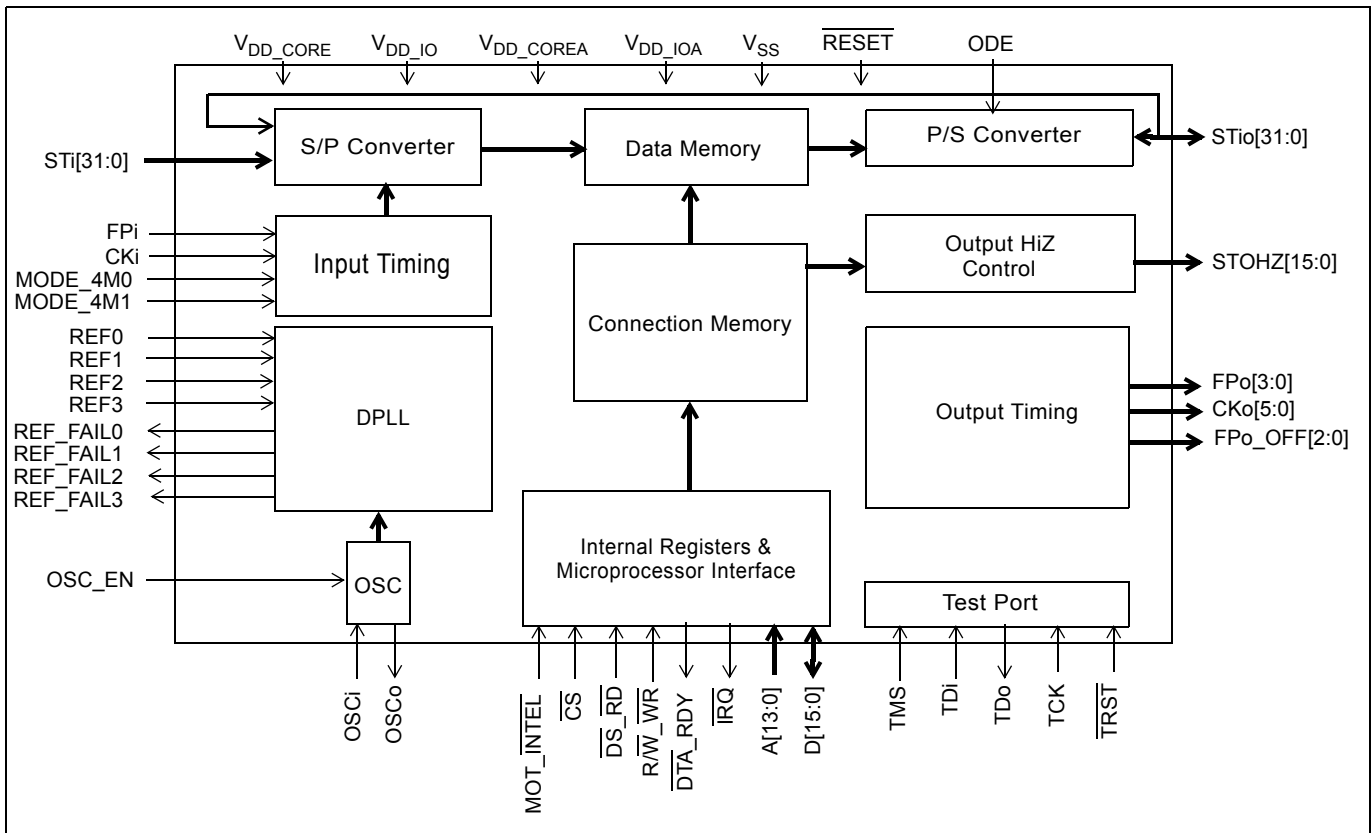 VDD_CORE
VDD_IO
VDD_COREA
VDD_IOA
VSS
RESET
ODE
S/P Converter
Data Memory
P/S Converter
STi[31:0]
STio[31:0]
FPi
CKi
MODE_4M0
MODE_4M1
Input Timing
Output HiZ
Control
STOHZ[15:0]
Connection Memory
REF0
REF1
REF2
REF3
REF_FAIL0
REF_FAIL1
REF_FAIL2
REF_FAIL3
DPLL
Output Timing
FPo[3:0]
CKo[5:0]
FPo_OFF[2:0]
Internal Registers &
Microprocessor Interface
OSC_EN
OSC
Test Port
OSCi
OSCo
MOT_INTEL
CS
DS_RD
R/W_WR
DTA_RDY
IRQ
A[13:0]
D[15:0]
TMS
TDi
TDo
TCK
TRST